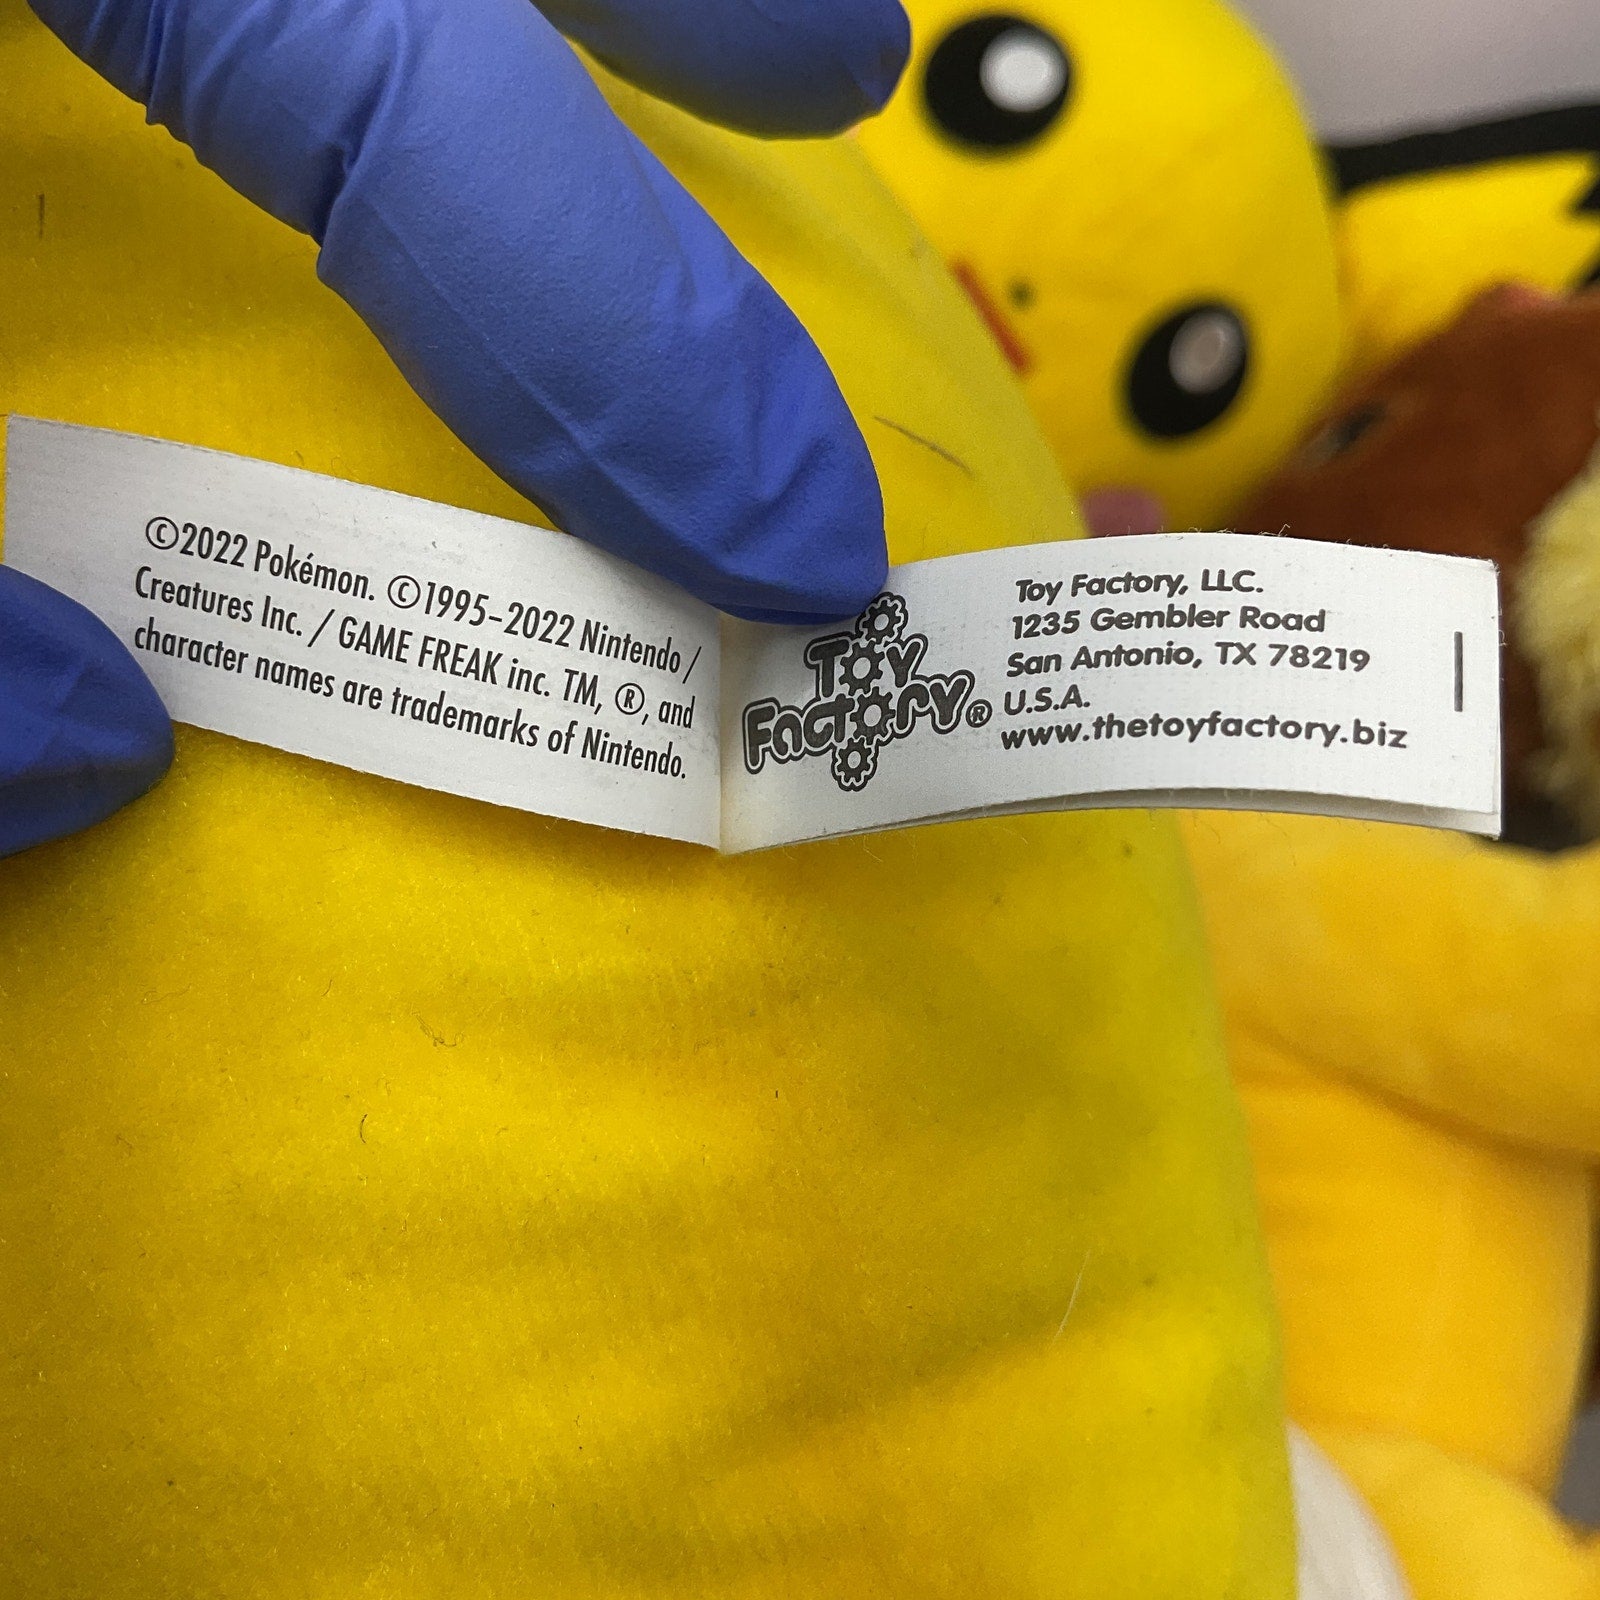 ©2022 Pokémon. ©1995-2022 Nintendo /
Creatures Inc. / GAME FREAK inc. TM, ®, and
character names are trademarks of Nintendo.
Toy
Factory®
Toy Factory, LLC.
1235 Gembler Road
San Antonio, TX 78219
U.S.A.
www.thetoyfactory.biz